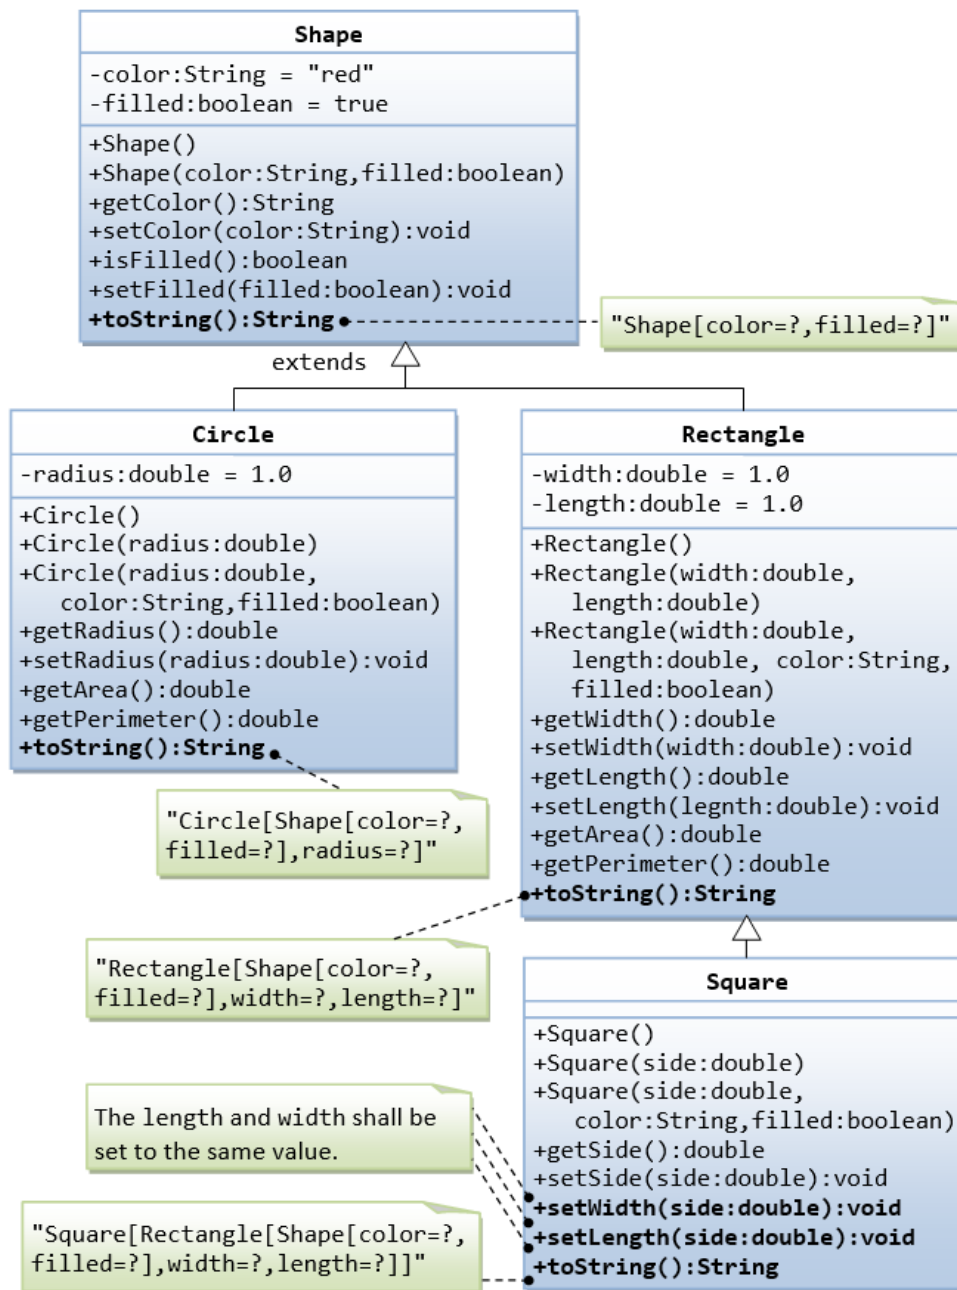 Shape
-color:String = "red"
-filled:boolean = true
+Shape()
+Shape(color:String,filled:boolean)
+getColor():String
+setColor(color:String):void
+isFilled():boolean
+setFilled(filled:boolean):void
+toString():String
"Shape[color=?,filled=?]"
extends
Circle
-radius:double = 1.0
+Circle()
+Circle(radius:double)
+Circle(radius:double,
color:String,filled:boolean)
+getRadius():double
+setRadius(radius:double):void
+getArea():double
+getPerimeter():double
+toString():String
"Circle[Shape[color=?,
filled=?],radius=?]"
Rectangle
-width:double = 1.0
-length:double = 1.0
+Rectangle()
+Rectangle(width:double,
length:double)
+Rectangle(width:double,
length:double, color:String,
filled:boolean)
+getWidth():double
+setWidth(width:double):void
+getLength():double
+setLength(legnth:double):void
+getArea():double
+getPerimeter():double
+toString():String
"Rectangle[Shape[color=?,
filled=?],width=?,length=?]"
Square
+Square()
+Square(side:double)
+Square(side:double,
color:String,filled:boolean)
+getSide():double
+setSide(side:double):void
+setWidth(side:double):void
+setLength(side:double):void
+toString():String
The length and width shall be
set to the same value.
"Square[Rectangle[Shape[color=?,
filled=?],width=?,length=?]]"